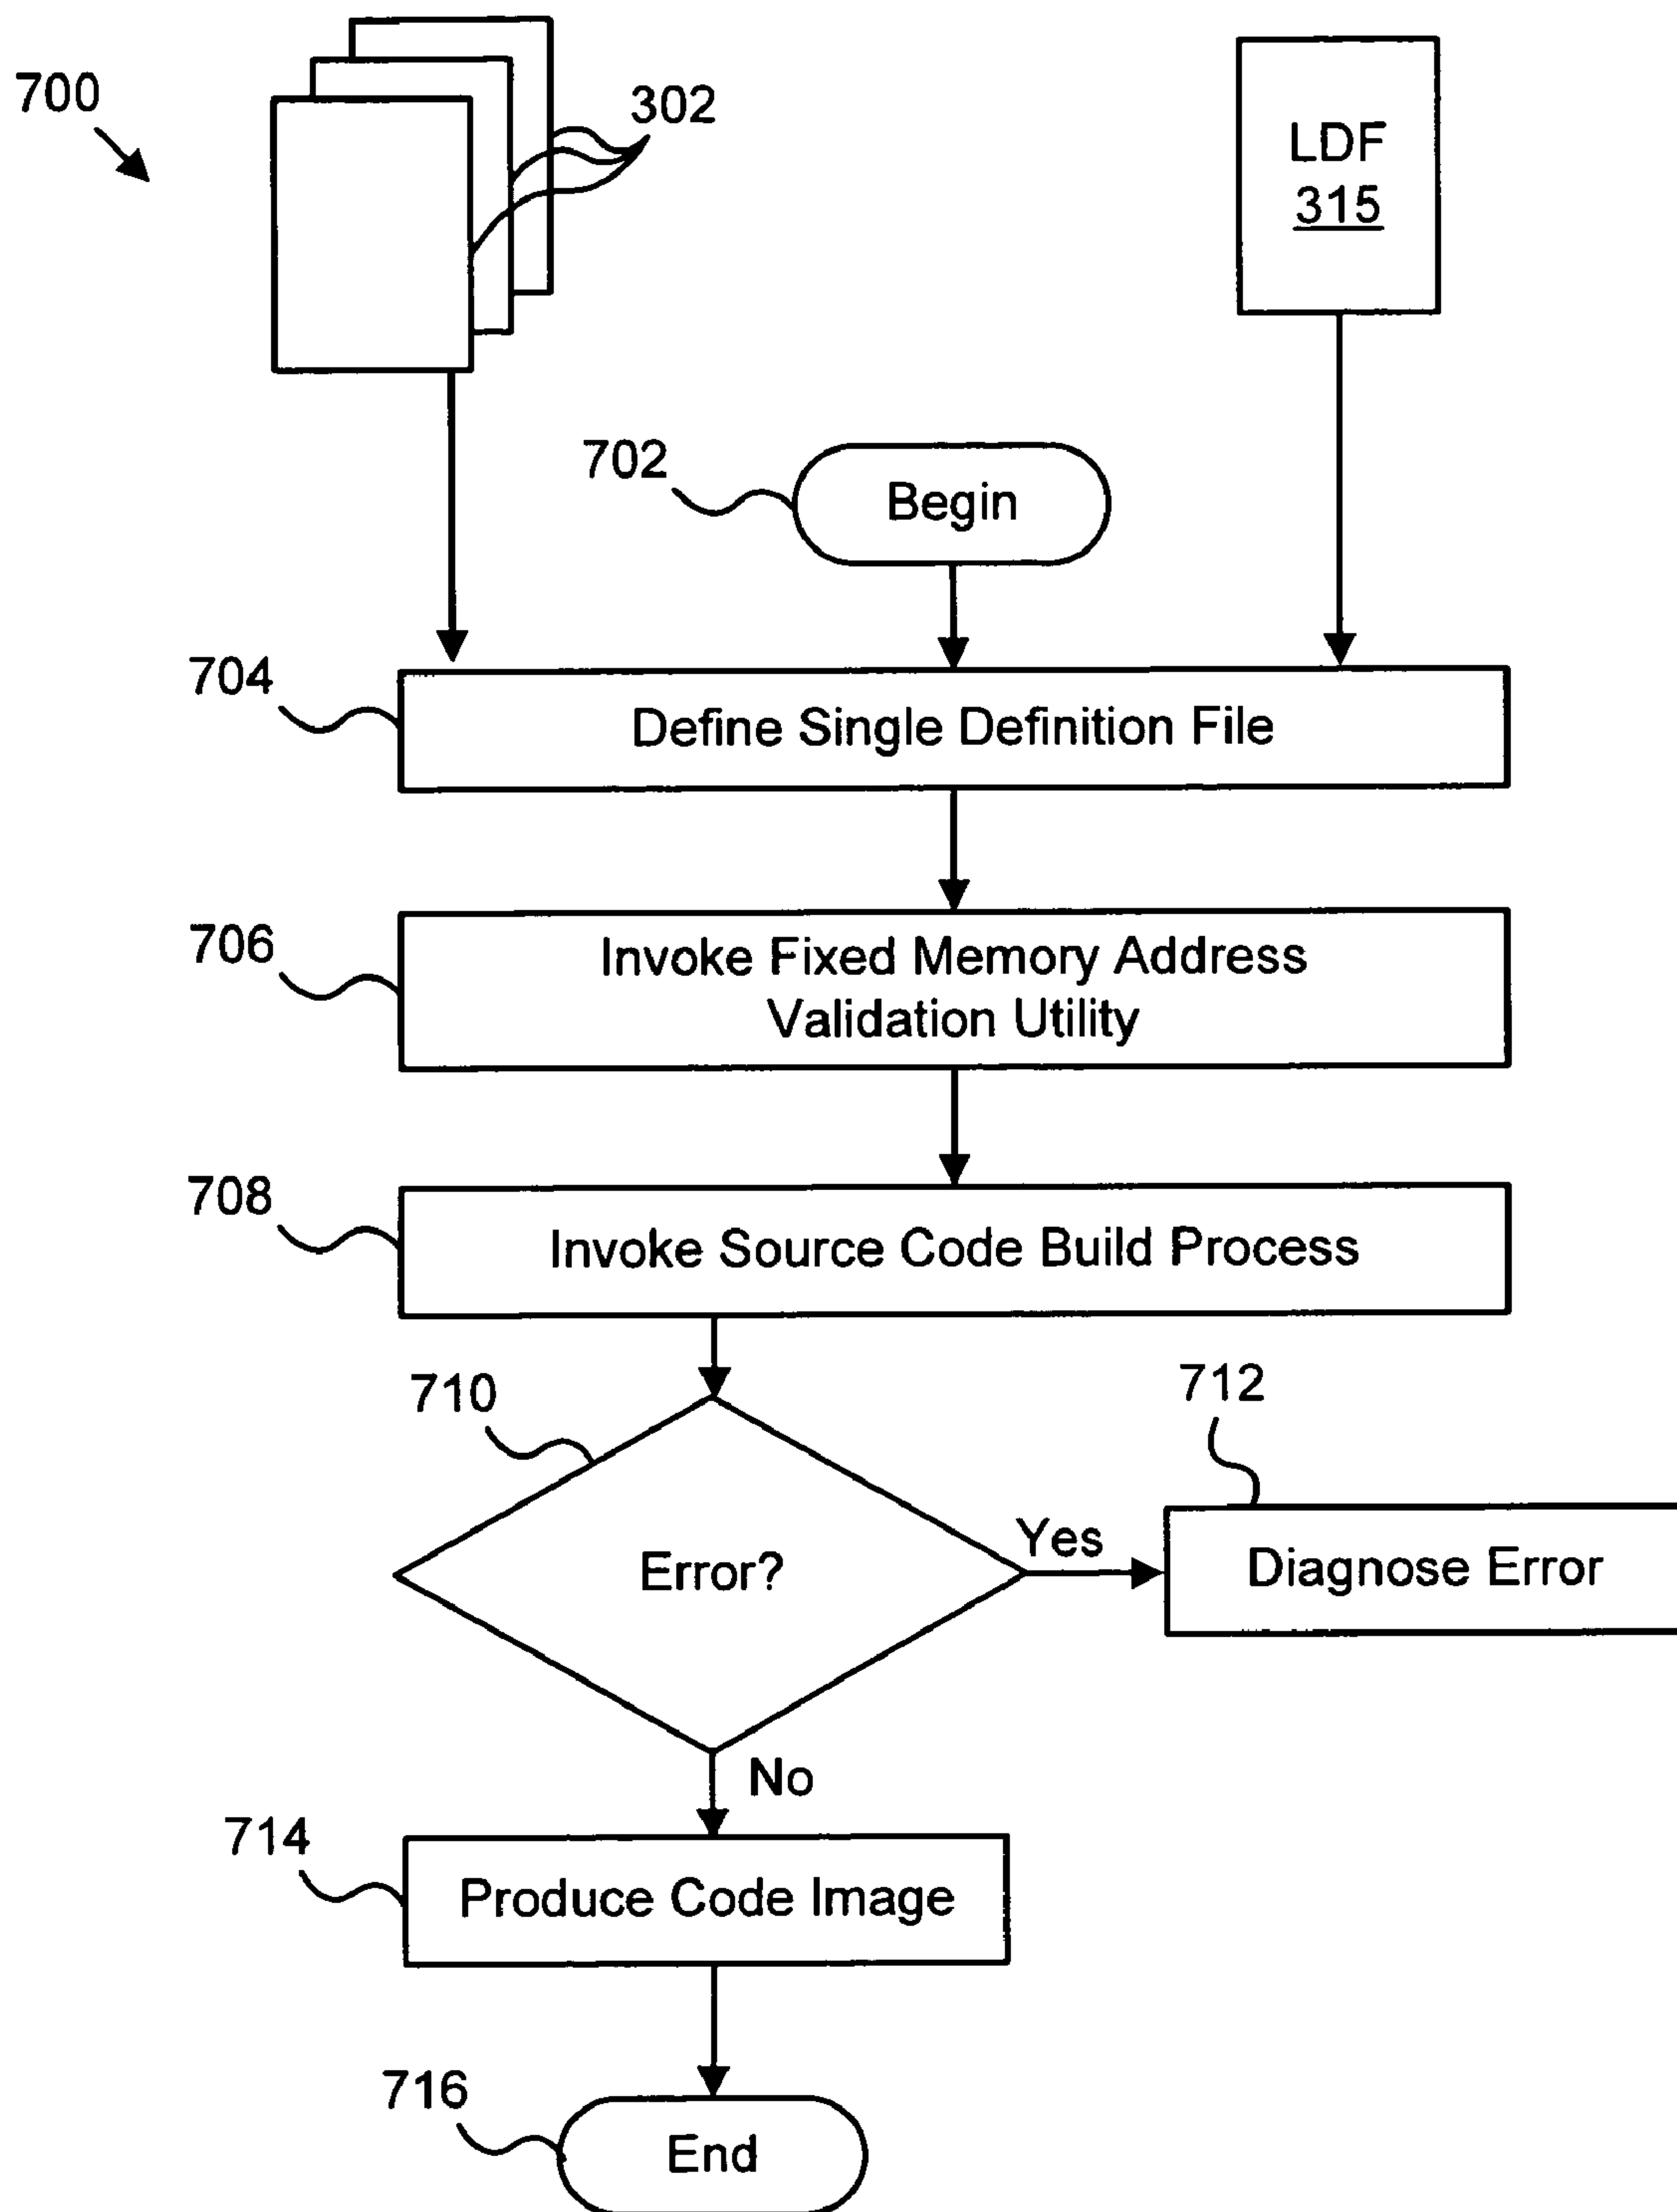 700
302
LDF
315
702
Begin
704
Define Single Definition File
706
Invoke Fixed Memory Address
Validation Utility
708
Invoke Source Code Build Process
710
712
Error?
Yes
Diagnose Error
No
714
Produce Code Image
716
End